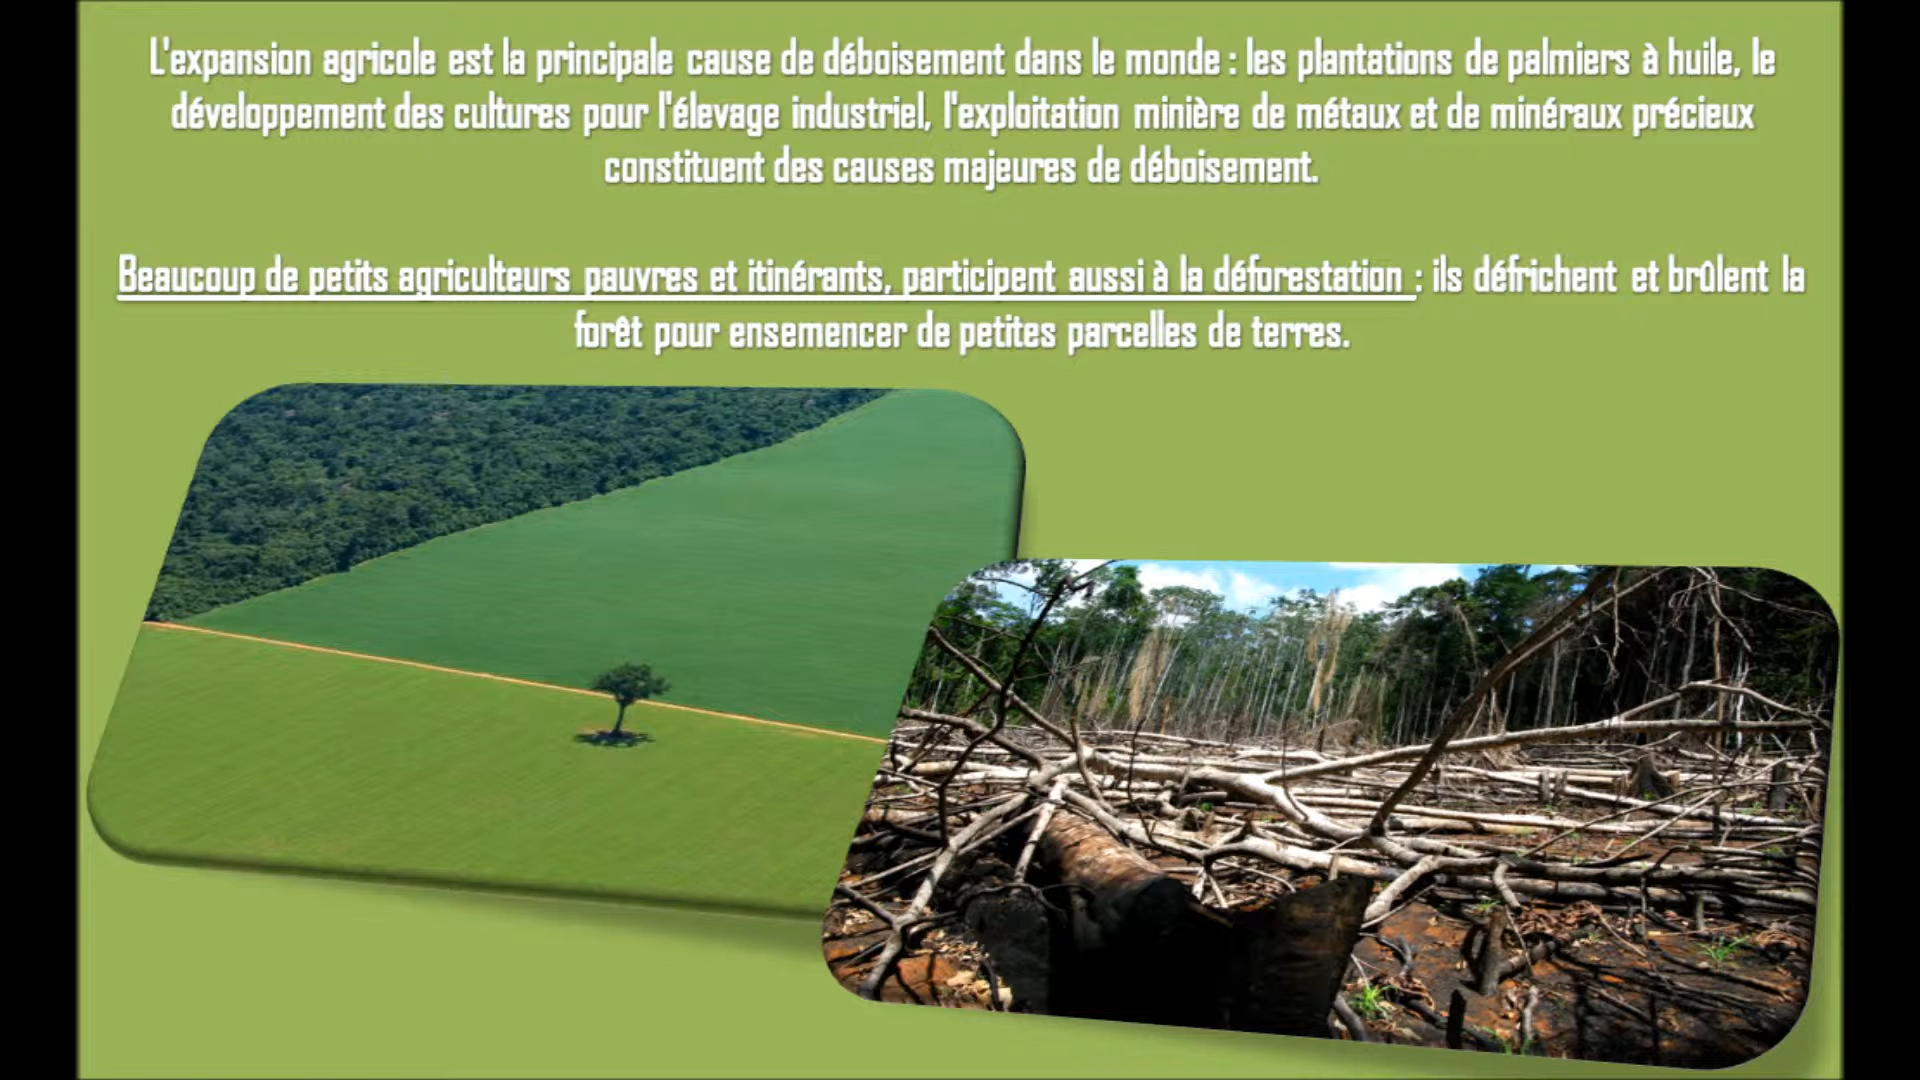 L'expansion agricole est la principale cause de déboisement dans le monde : les plantations de palmiers à huile, le
développement des cultures pour l'élevage industriel, l'exploitation minière de métaux et de minéraux précieux
constituent des causes majeures de déboisement.
Beaucoup de petits agriculteurs pauvres et itinérants, participent aussi à la déforestation : ils défrichent et brûlent la
forêt pour ensemencer de petites parcelles de terres.